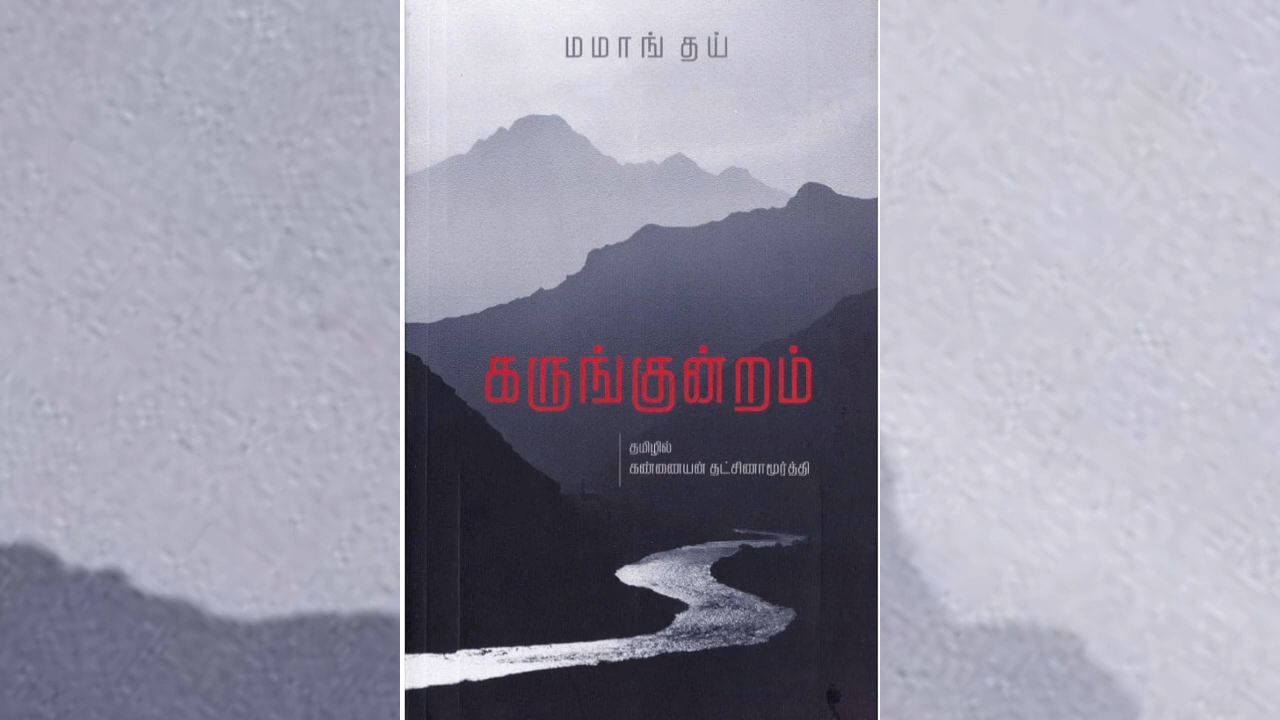 மமாங் தய்
கருங்குன்றம்
தமிழில்
கண்ணையன் தட்சிணாமூர்த்தி